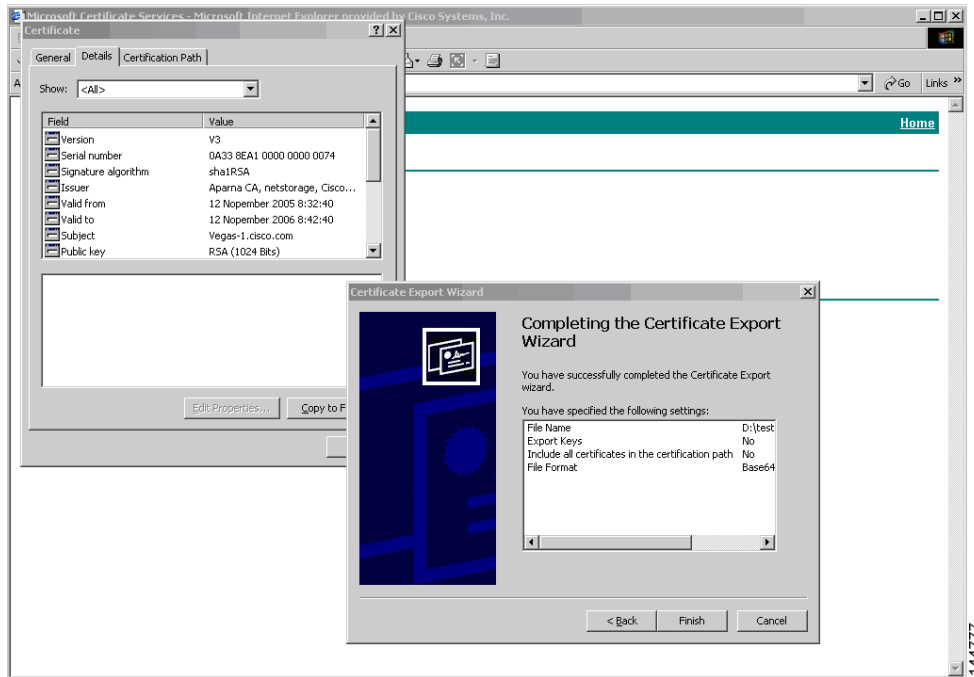 Microsoft Certificate Services - Microsoft Internet Explorer provided by Cisco Systems, Inc.
Certificate
General Details Certification Path
Show: <All>
Field Value
Version V3
Serial number 0A33 8EA1 0000 0000 0074
Signature algorithm sha1RSA
Issuer Aparna CA, netstorage, Cisco...
Valid from 12 Nopember 2005 8:32:40
Valid to 12 Nopember 2006 8:42:40
Subject Vegas-1.cisco.com
Public key RSA (1024 Bits)
Edit Properties... Copy to F
Go Links »
Home
Certificate Export Wizard
Completing the Certificate Export
Wizard
You have successfully completed the Certificate Export
wizard.
You have specified the following settings:
File Name D:\test
Export Keys No
Include all certificates in the certification path No
File Format Base64
< Back Finish Cancel
144777